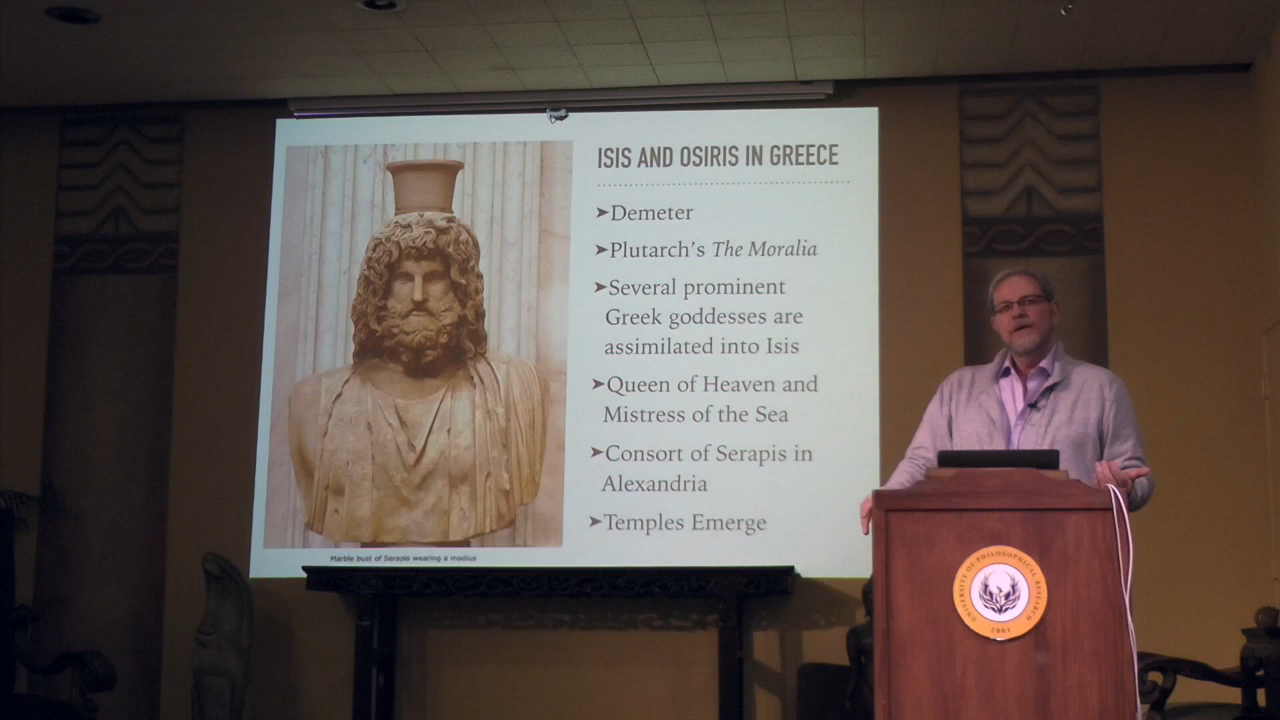 ISIS AND OSIRIS IN GREECE
➤Demeter
➤Plutarch's The Moralia
➤Several prominent
Greek goddesses are
assimilated into Isis
➤Queen of Heaven and
Mistress of the Sea
➤Consort of Serapis in
Alexandria
➤Temples Emerge
Marble bust of Serapis wearing a modius
UNIVERSITY OF PHILOSOPHICAL RESEARCH
2001